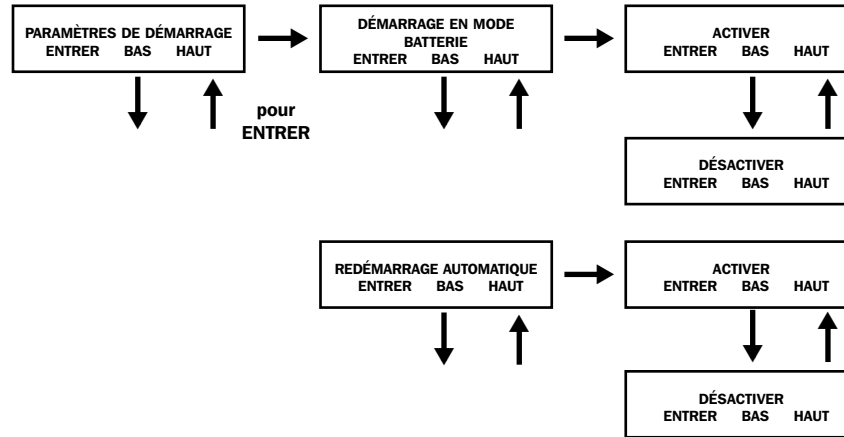 PARAMÈTRES DE DÉMARRAGE
ENTRER BAS HAUT
DÉMARRAGE EN MODE
BATTERIE
ENTRER BAS HAUT
ACTIVER
ENTRER BAS HAUT
pour
ENTRER
DÉSACTIVER
ENTRER BAS HAUT
REDÉMARRAGE AUTOMATIQUE
ENTRER BAS HAUT
ACTIVER
ENTRER BAS HAUT
DÉSACTIVER
ENTRER BAS HAUT